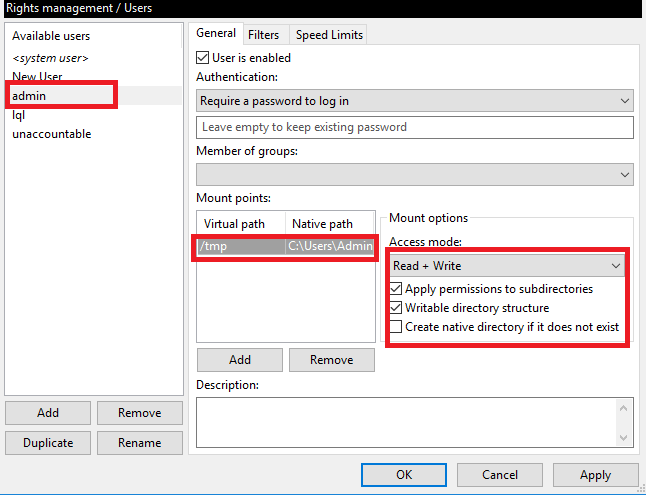 Rights management / Users
Available users
<system user>
New User
admin
lql
unaccountable
Add
Remove
Duplicate
Rename
General
Filters
Speed Limits
User is enabled
Authentication:
Require a password to log in
Leave empty to keep existing password
Member of groups:
Mount points:
Virtual path
Native path
/tmp
C:\Users\Admin
Add
Remove
Mount options
Access mode:
Read + Write
Apply permissions to subdirectories
Writable directory structure
Create native directory if it does not exist
Description:
OK
Cancel
Apply